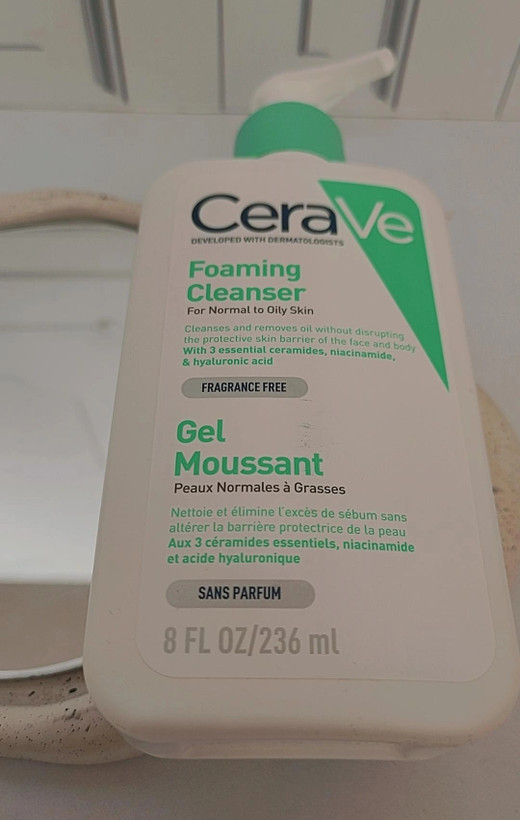 CeraVe
DEVELOPED WITH DERMATOLOGISTS
Foaming
Cleanser
For Normal to Oily Skin
Cleanses and removes oil without disrupting
the protective skin barrier of the face and body
With 3 essential ceramides, niacinamide,
& hyaluronic acid
FRAGRANCE FREE
Gel
Moussant
Peaux Normales à Grasses
Nettoie et élimine l'excès de sébum sans
altérer la barrière protectrice de la peau
Aux 3 céramides essentiels, niacinamide
et acide hyaluronique
SANS PARFUM
8 FL OZ/236 ml